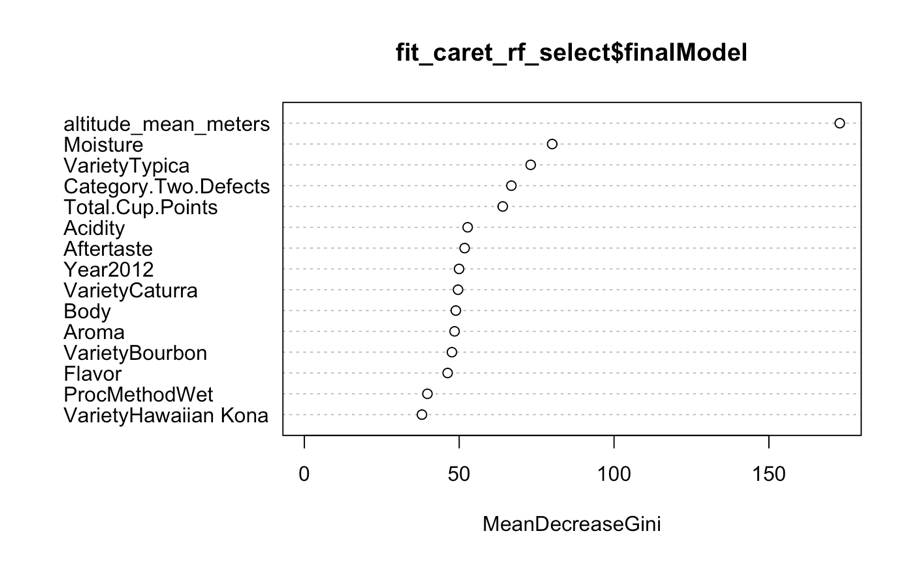 fit_caret_rf_select$finalModel
altitude_mean_meters
Moisture
VarietyTypica
Category.Two.Defects
Total.Cup.Points
Acidity
Aftertaste
Year2012
VarietyCaturra
Body
Aroma
VarietyBourbon
Flavor
ProcMethodWet
VarietyHawaiian Kona
0 50 100 150
MeanDecreaseGini